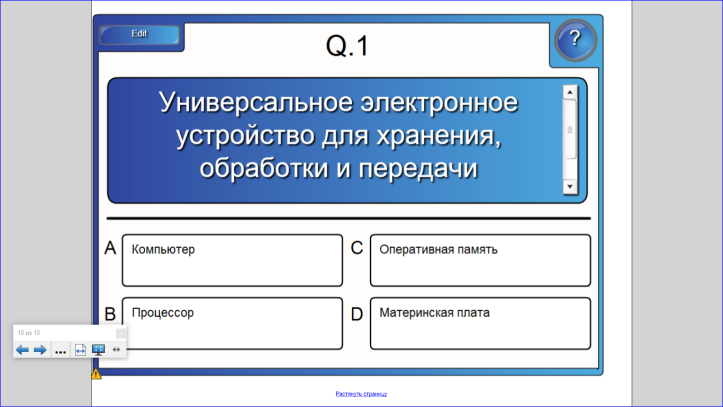 Edit
Q.1
?
Универсальное электронное
устройство для хранения,
обработки и передачи
A Компьютер
C Оперативная память
B Процессор
D Материнская плата
10 из 10
...
Растянуть страницу